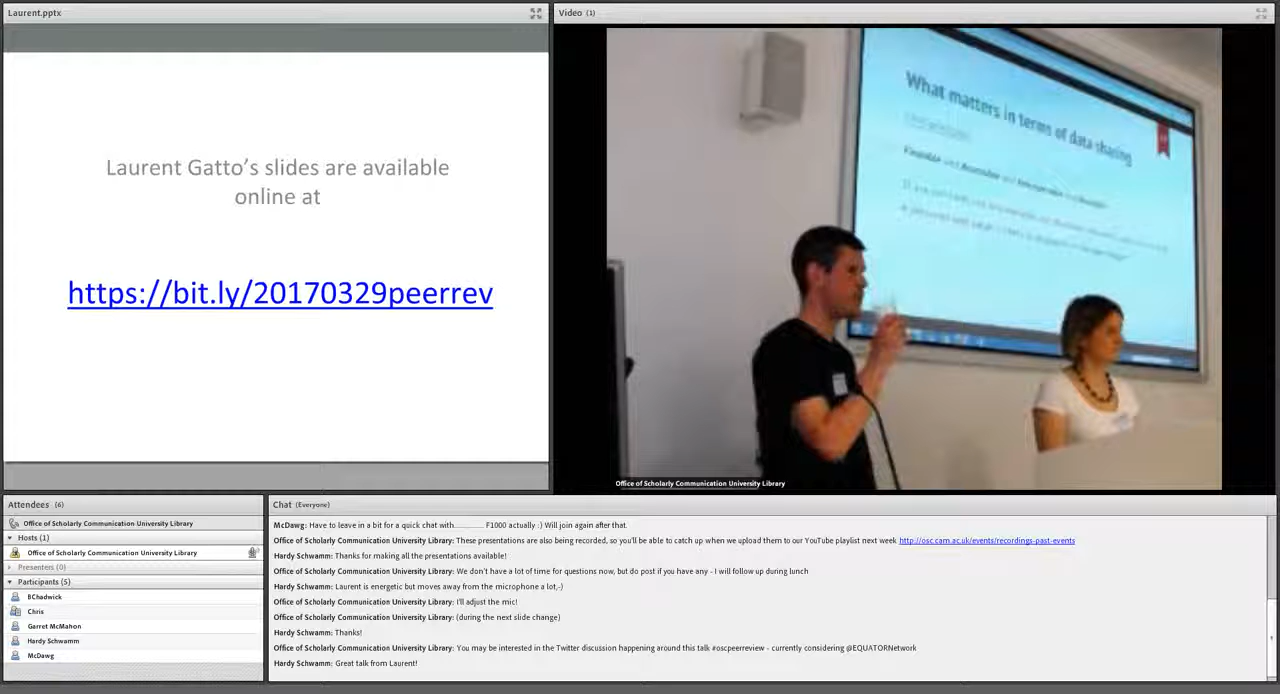 Laurent.pptx
Laurent Gatto's slides are available
online at
https://bit.ly/20170329peerrev
Video (1)
What matters in terms of data sharing
Office of Scholarly Communication University Library
Attendees (6)
Office of Scholarly Communication University Library
Hosts (1)
Office of Scholarly Communication University Library
Presenters (0)
Participants (5)
BChadwick
Chris
Garret McMahon
Hardy Schwamm
McDawg
Chat (Everyone)
McDawg: Have to leave in a bit for a quick chat with............... F1000 actually :) Will join again after that.
Office of Scholarly Communication University Library: These presentations are also being recorded, so you'll be able to catch up when we upload them to our YouTube playlist next week http://osc.cam.ac.uk/events/recordings-past-events
Hardy Schwamm: Thanks for making all the presentations available!
Office of Scholarly Communication University Library: We don't have a lot of time for questions now, but do post if you have any - I will follow up during lunch
Hardy Schwamm: Laurent is energetic but moves away from the microphone a lot,-)
Office of Scholarly Communication University Library: I'll adjust the mic!
Office of Scholarly Communication University Library: (during the next slide change)
Hardy Schwamm: Thanks!
Office of Scholarly Communication University Library: You may be interested in the Twitter discussion happening around this talk #oscpeerreview - currently considering @EQUATORNetwork
Hardy Schwamm: Great talk from Laurent!